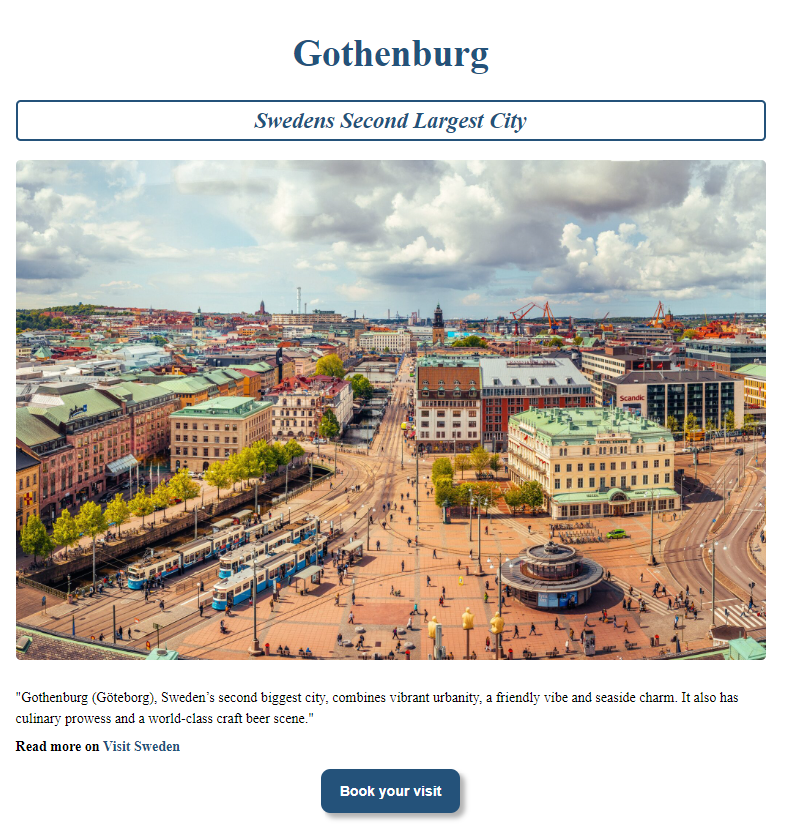 Gothenburg
Swedens Second Largest City
Scandic
"Gothenburg (Göteborg), Sweden’s second biggest city, combines vibrant urbanity, a friendly vibe and seaside charm. It also has
culinary prowess and a world-class craft beer scene."
Read more on Visit Sweden
Book your visit